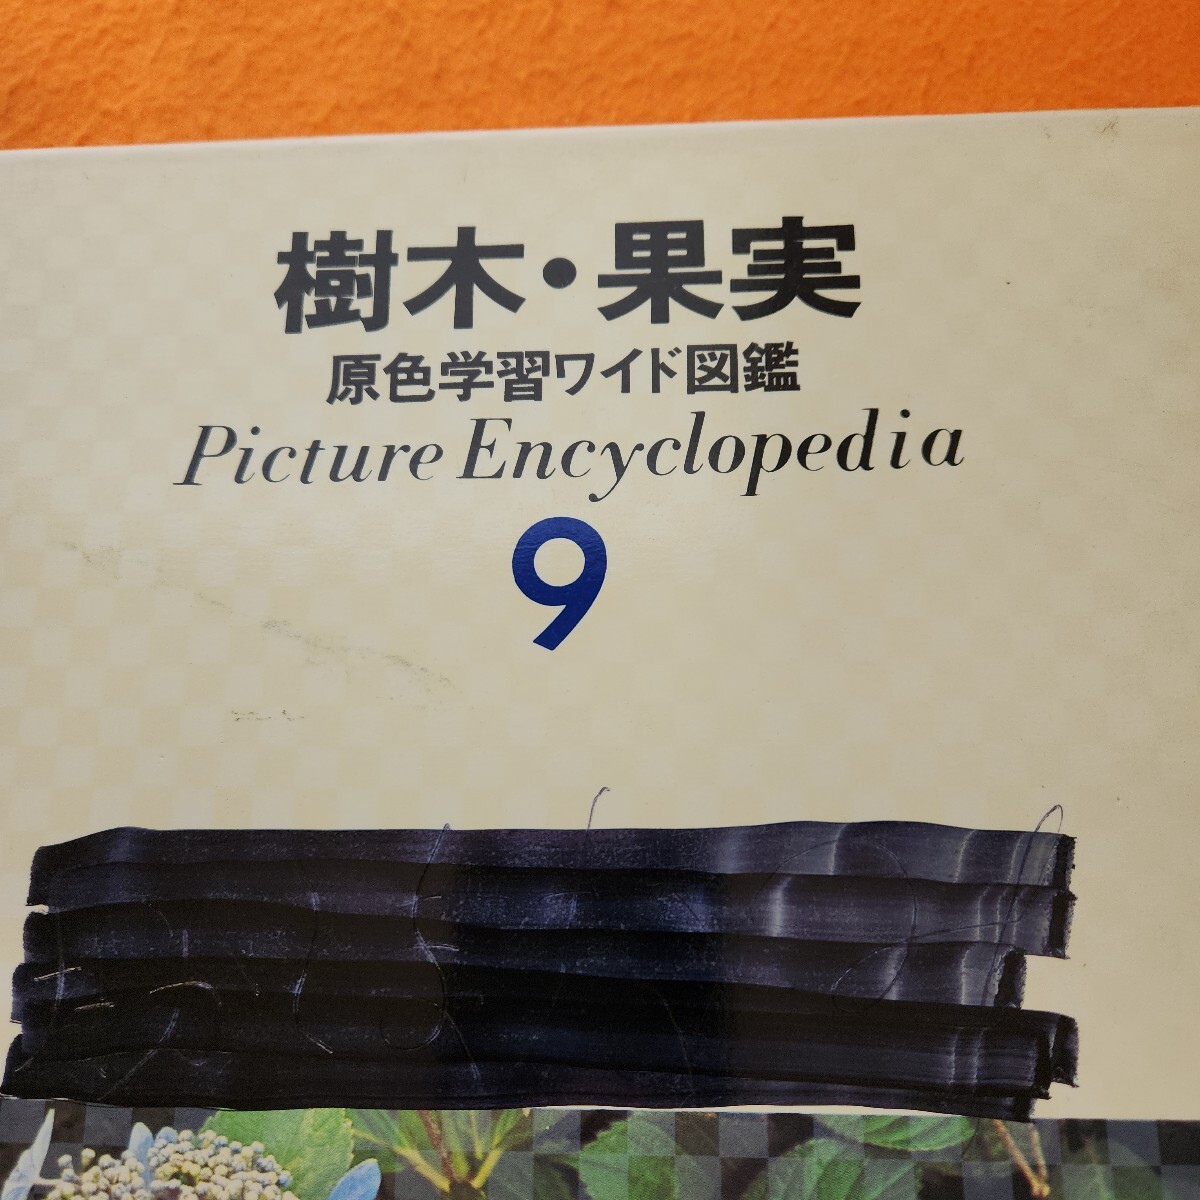 樹木・果実
原色学習ワイド図鑑
Picture Encyclopedia
9